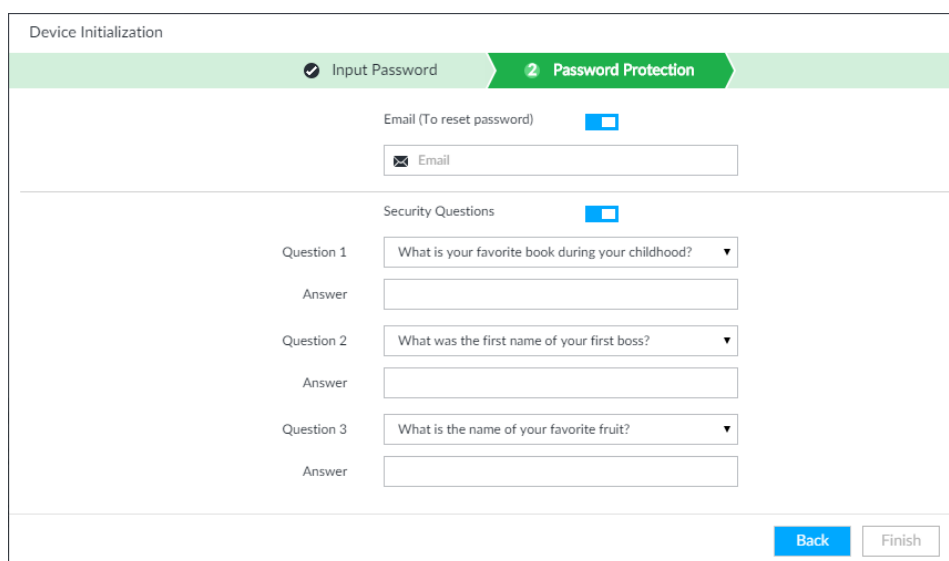 Device Initialization
Input Password
2 Password Protection
Email (To reset password)
Email
Security Questions
Question 1 What is your favorite book during your childhood?
Answer
Question 2 What was the first name of your first boss?
Answer
Question 3 What is the name of your favorite fruit?
Answer
Back Finish